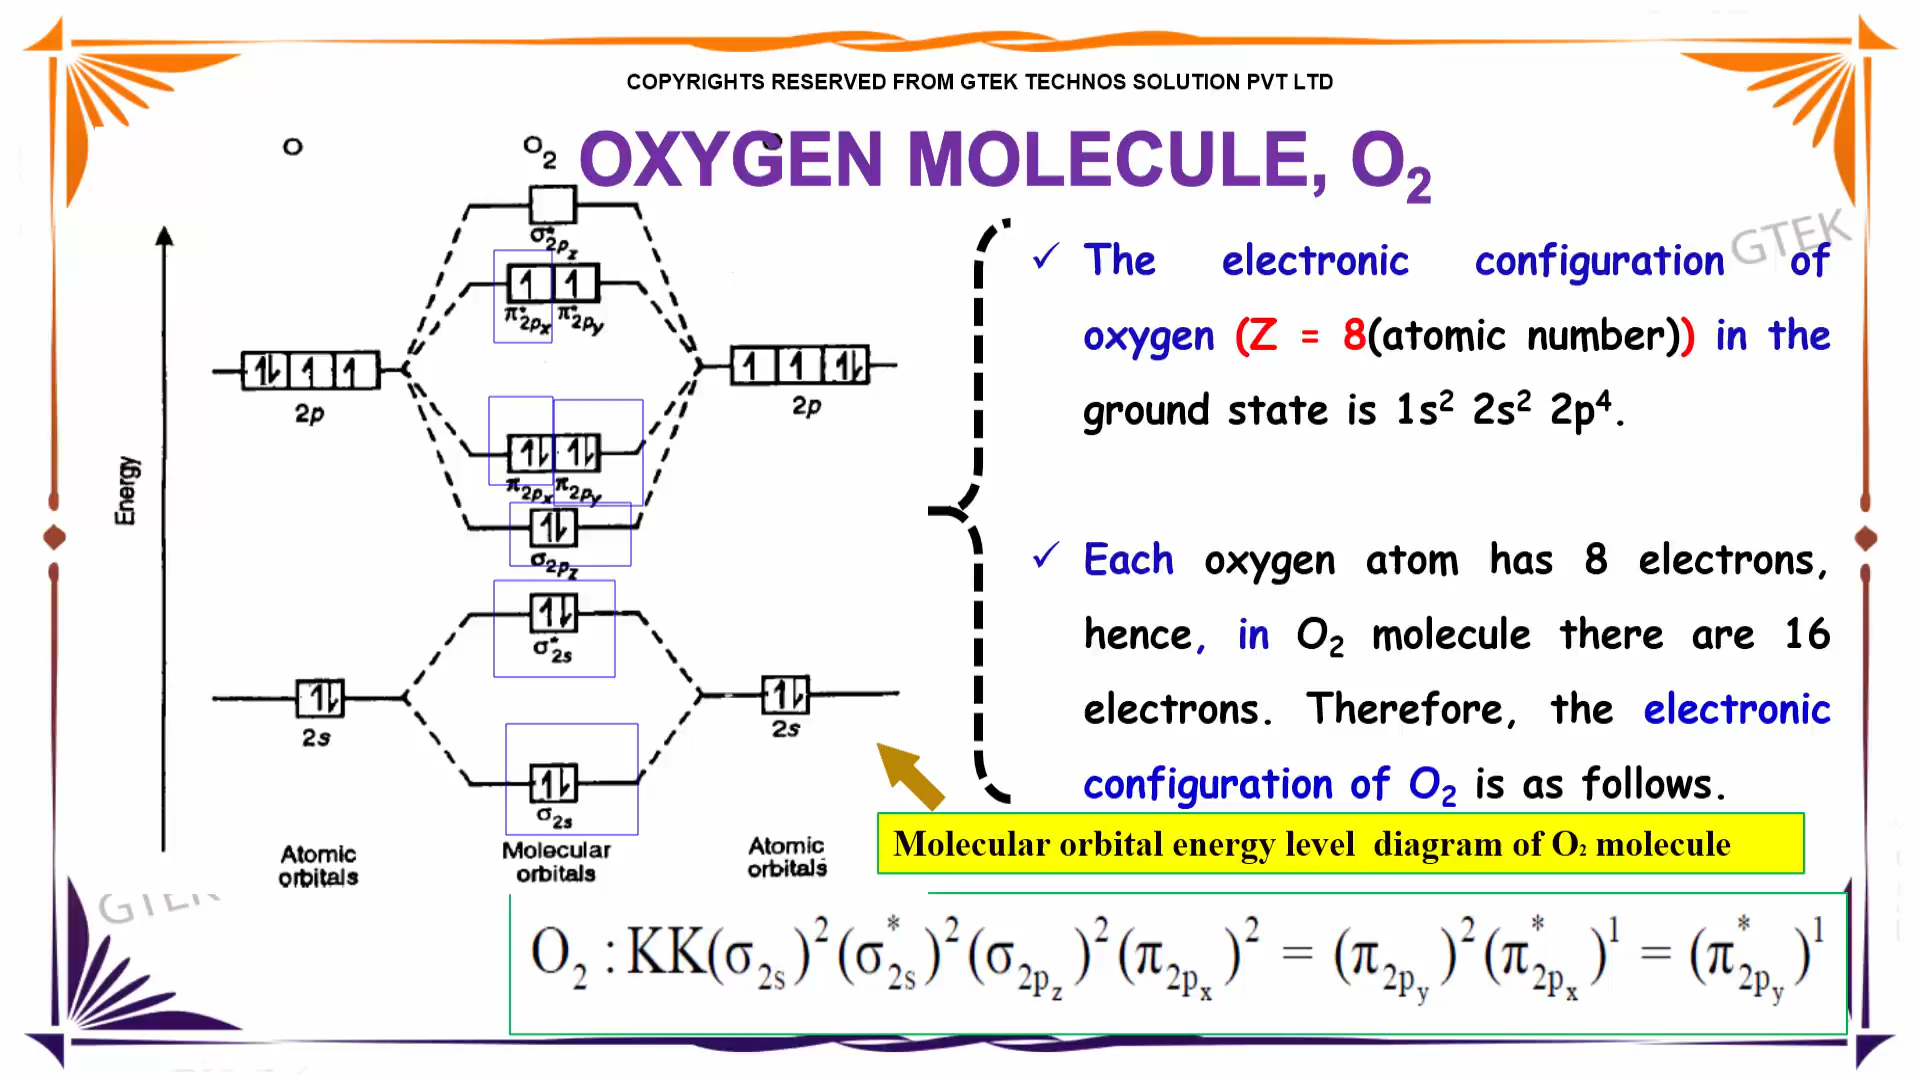 COPYRIGHTS RESERVED FROM GTEK TECHNOS SOLUTION PVT LTD
OXYGEN MOLECULE, O₂
O
O₂
σ*2pz
π*2px π*2py
2p
2p
π2px π2py
σ2pz
σ*2s
2s
2s
σ2s
Energy
Atomic orbitals
Molecular orbitals
Atomic orbitals
GTEK
✓ The electronic configuration of
oxygen (Z = 8(atomic number)) in the
ground state is 1s² 2s² 2p⁴.
✓ Each oxygen atom has 8 electrons,
hence, in O₂ molecule there are 16
electrons. Therefore, the electronic
configuration of O₂ is as follows.
Molecular orbital energy level diagram of O₂ molecule
GTEK
O₂ : KK(σ2s)²(σ*2s)²(σ2pz)²(π2px)² = (π2py)²(π*2px)¹ = (π*2py)¹